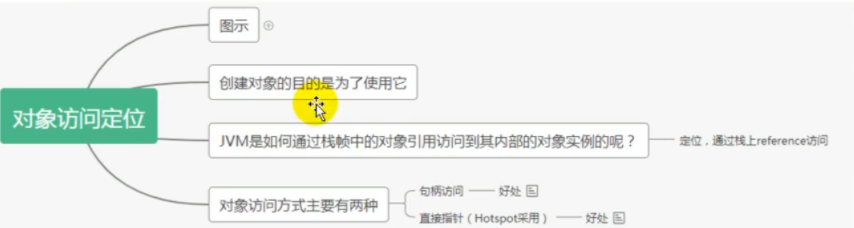 图示
创建对象的目的是为了使用它
对象访问定位
JVM是如何通过栈帧中的对象引用访问到其内部的对象实例的呢？
定位，通过栈上reference访问
对象访问方式主要有两种
句柄访问
好处
直接指针（Hotspot采用）
好处